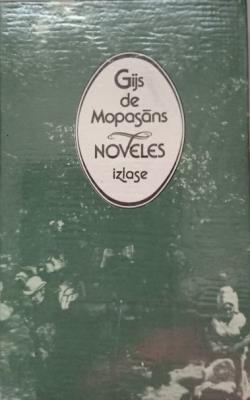 Gijs
de
Mopasāns
NOVELES
izlase